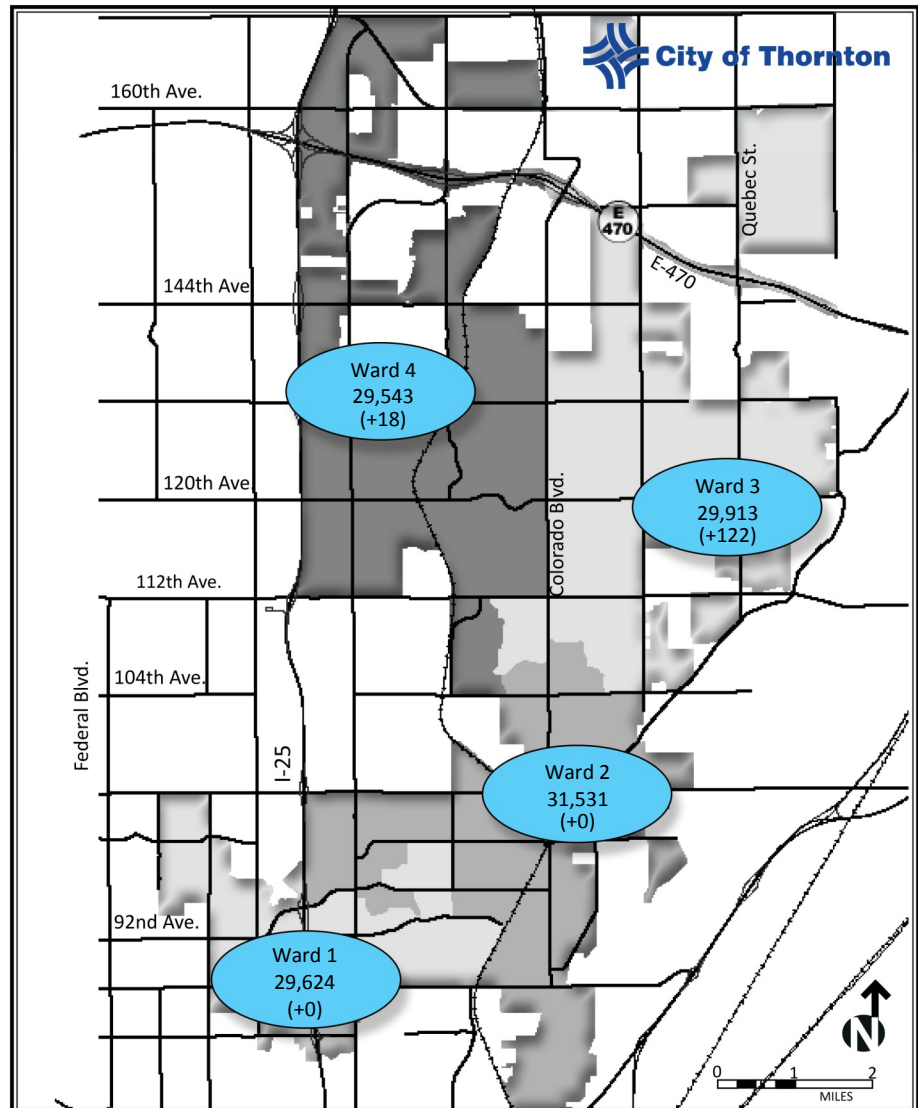 City of Thornton
160th Ave.
Quebec St.
E
470
E-470
144th Ave
Ward 4
29,543
(+18)
120th Ave
Colorado Blvd.
Ward 3
29,913
(+122)
112th Ave.
104th Ave.
Federal Blvd.
I-25
Ward 2
31,531
(+0)
92nd Ave.
Ward 1
29,624
(+0)
N
0 1 2
MILES